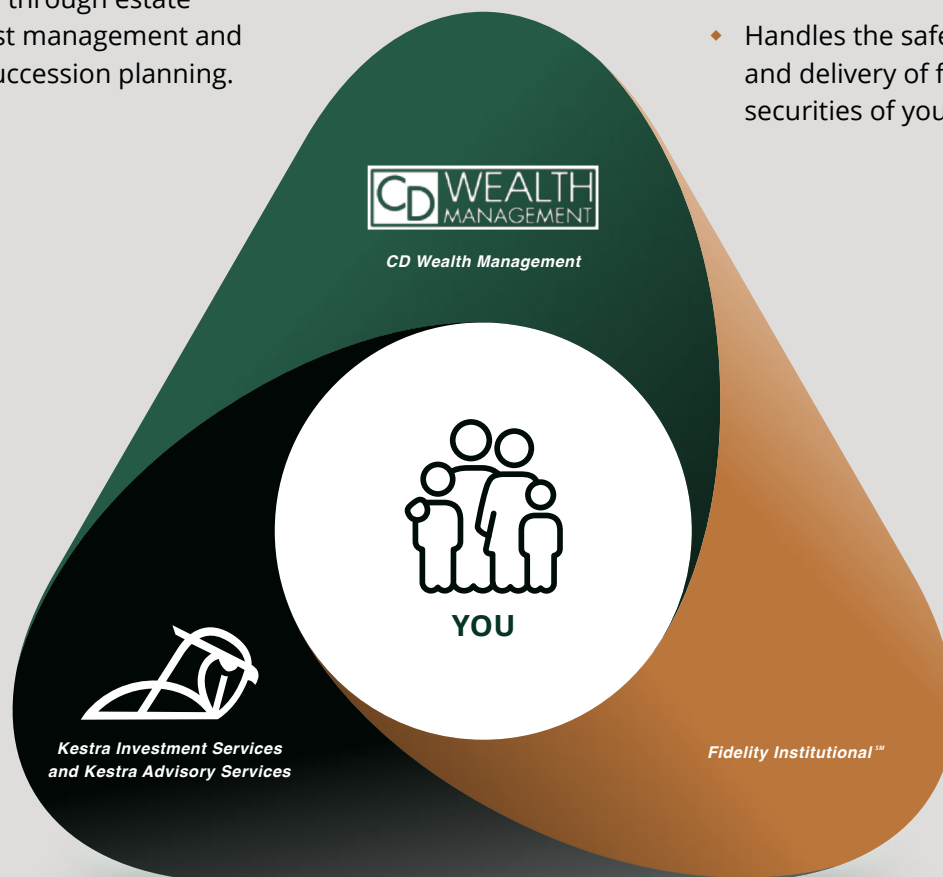 through estate
st management and
uccession planning.
Handles the safe
and delivery of f
securities of you
CD WEALTH
MANAGEMENT
CD Wealth Management
YOU
Kestra Investment Services
and Kestra Advisory Services
Fidelity Institutional℠